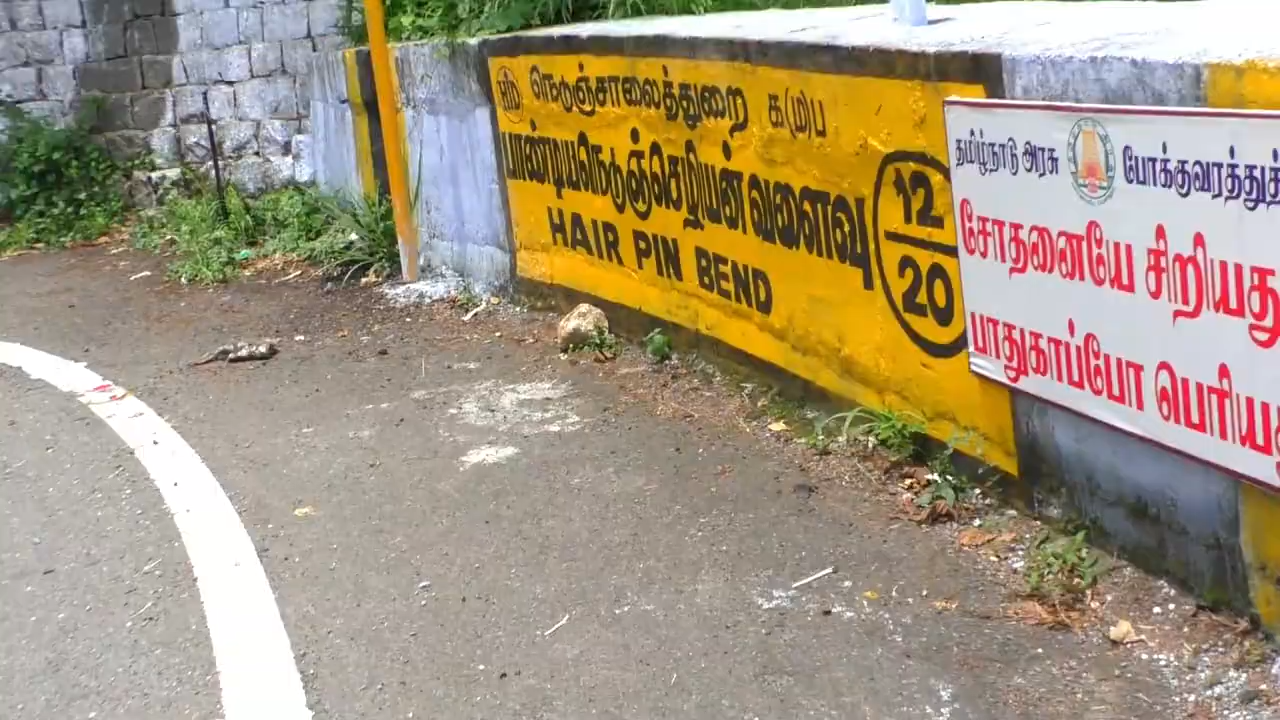 நெடுஞ்சாலைத்துறை க(ம)ப
பாண்டியநெடுஞ்செழியன் வளைவு
12
20
HAIR PIN BEND
தமிழ்நாடு அரசு
போக்குவரத்துத்
சோதனையே சிறியது
பாதுகாப்போ பெரியது